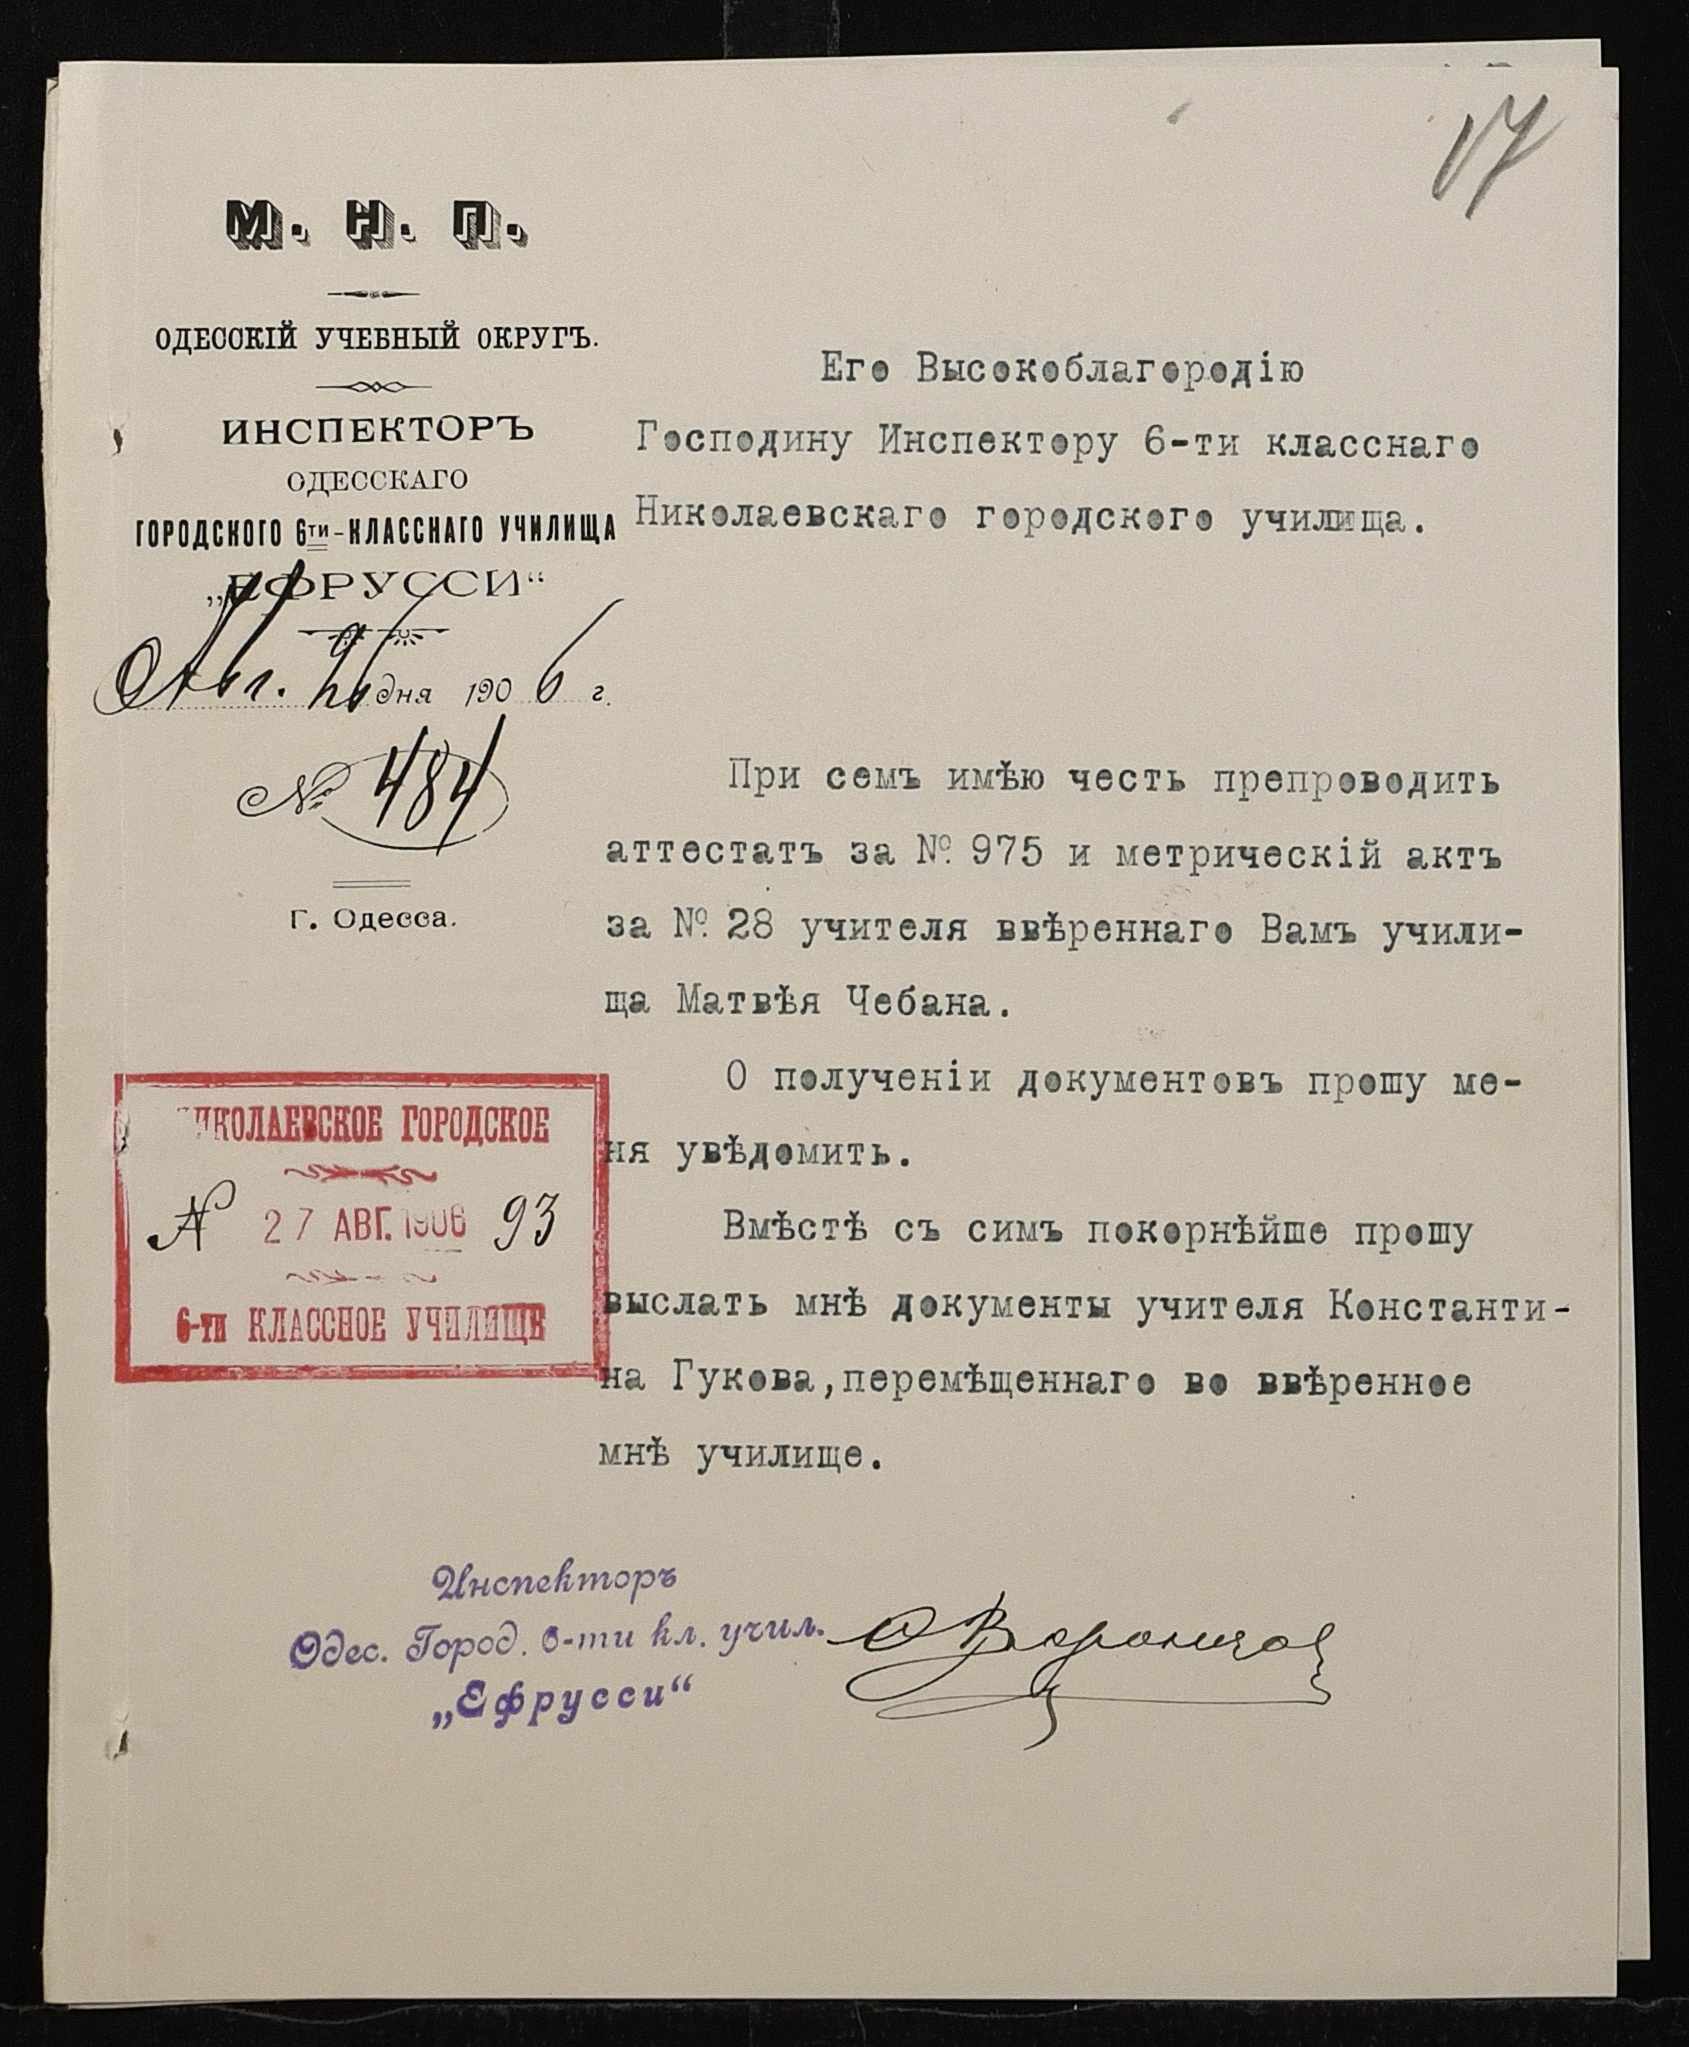 17
М. Н. П.
ОДЕССКІЙ УЧЕБНЫЙ ОКРУГЪ.
ИНСПЕКТОРЪ
ОДЕССКАГО
ГОРОДСКОГО 6ти-КЛАССНАГО УЧИЛИЩА
„ЕФРУССИ“
Авг. 26 дня 1906 г.
№ 484
Г. Одесса.
Его Высокоблагородію
Господину Инспектору 6-ти класснаго
Николаевскаго городского училища.
При семъ имѣю честь препроводить
аттестатъ за №. 975 и метрическій актъ
за №. 28 учителя ввѣреннаго Вамъ учили-
ща Матвѣя Чебана.
О полученіи документовъ прошу ме-
ня увѣдомить.
Вмѣстѣ съ симъ покорнѣйше прошу
выслать мнѣ документы учителя Константи-
на Гукова, перемѣщеннаго во ввѣренное
мнѣ училище.
НИКОЛАЕВСКОЕ ГОРОДСКОЕ
№ 27 АВГ. 1906 93
6-ти КЛАССНОЕ УЧИЛИЩЕ
Инспекторъ
Одес. Город. 6-ти кл. учил.
„Ефрусси“